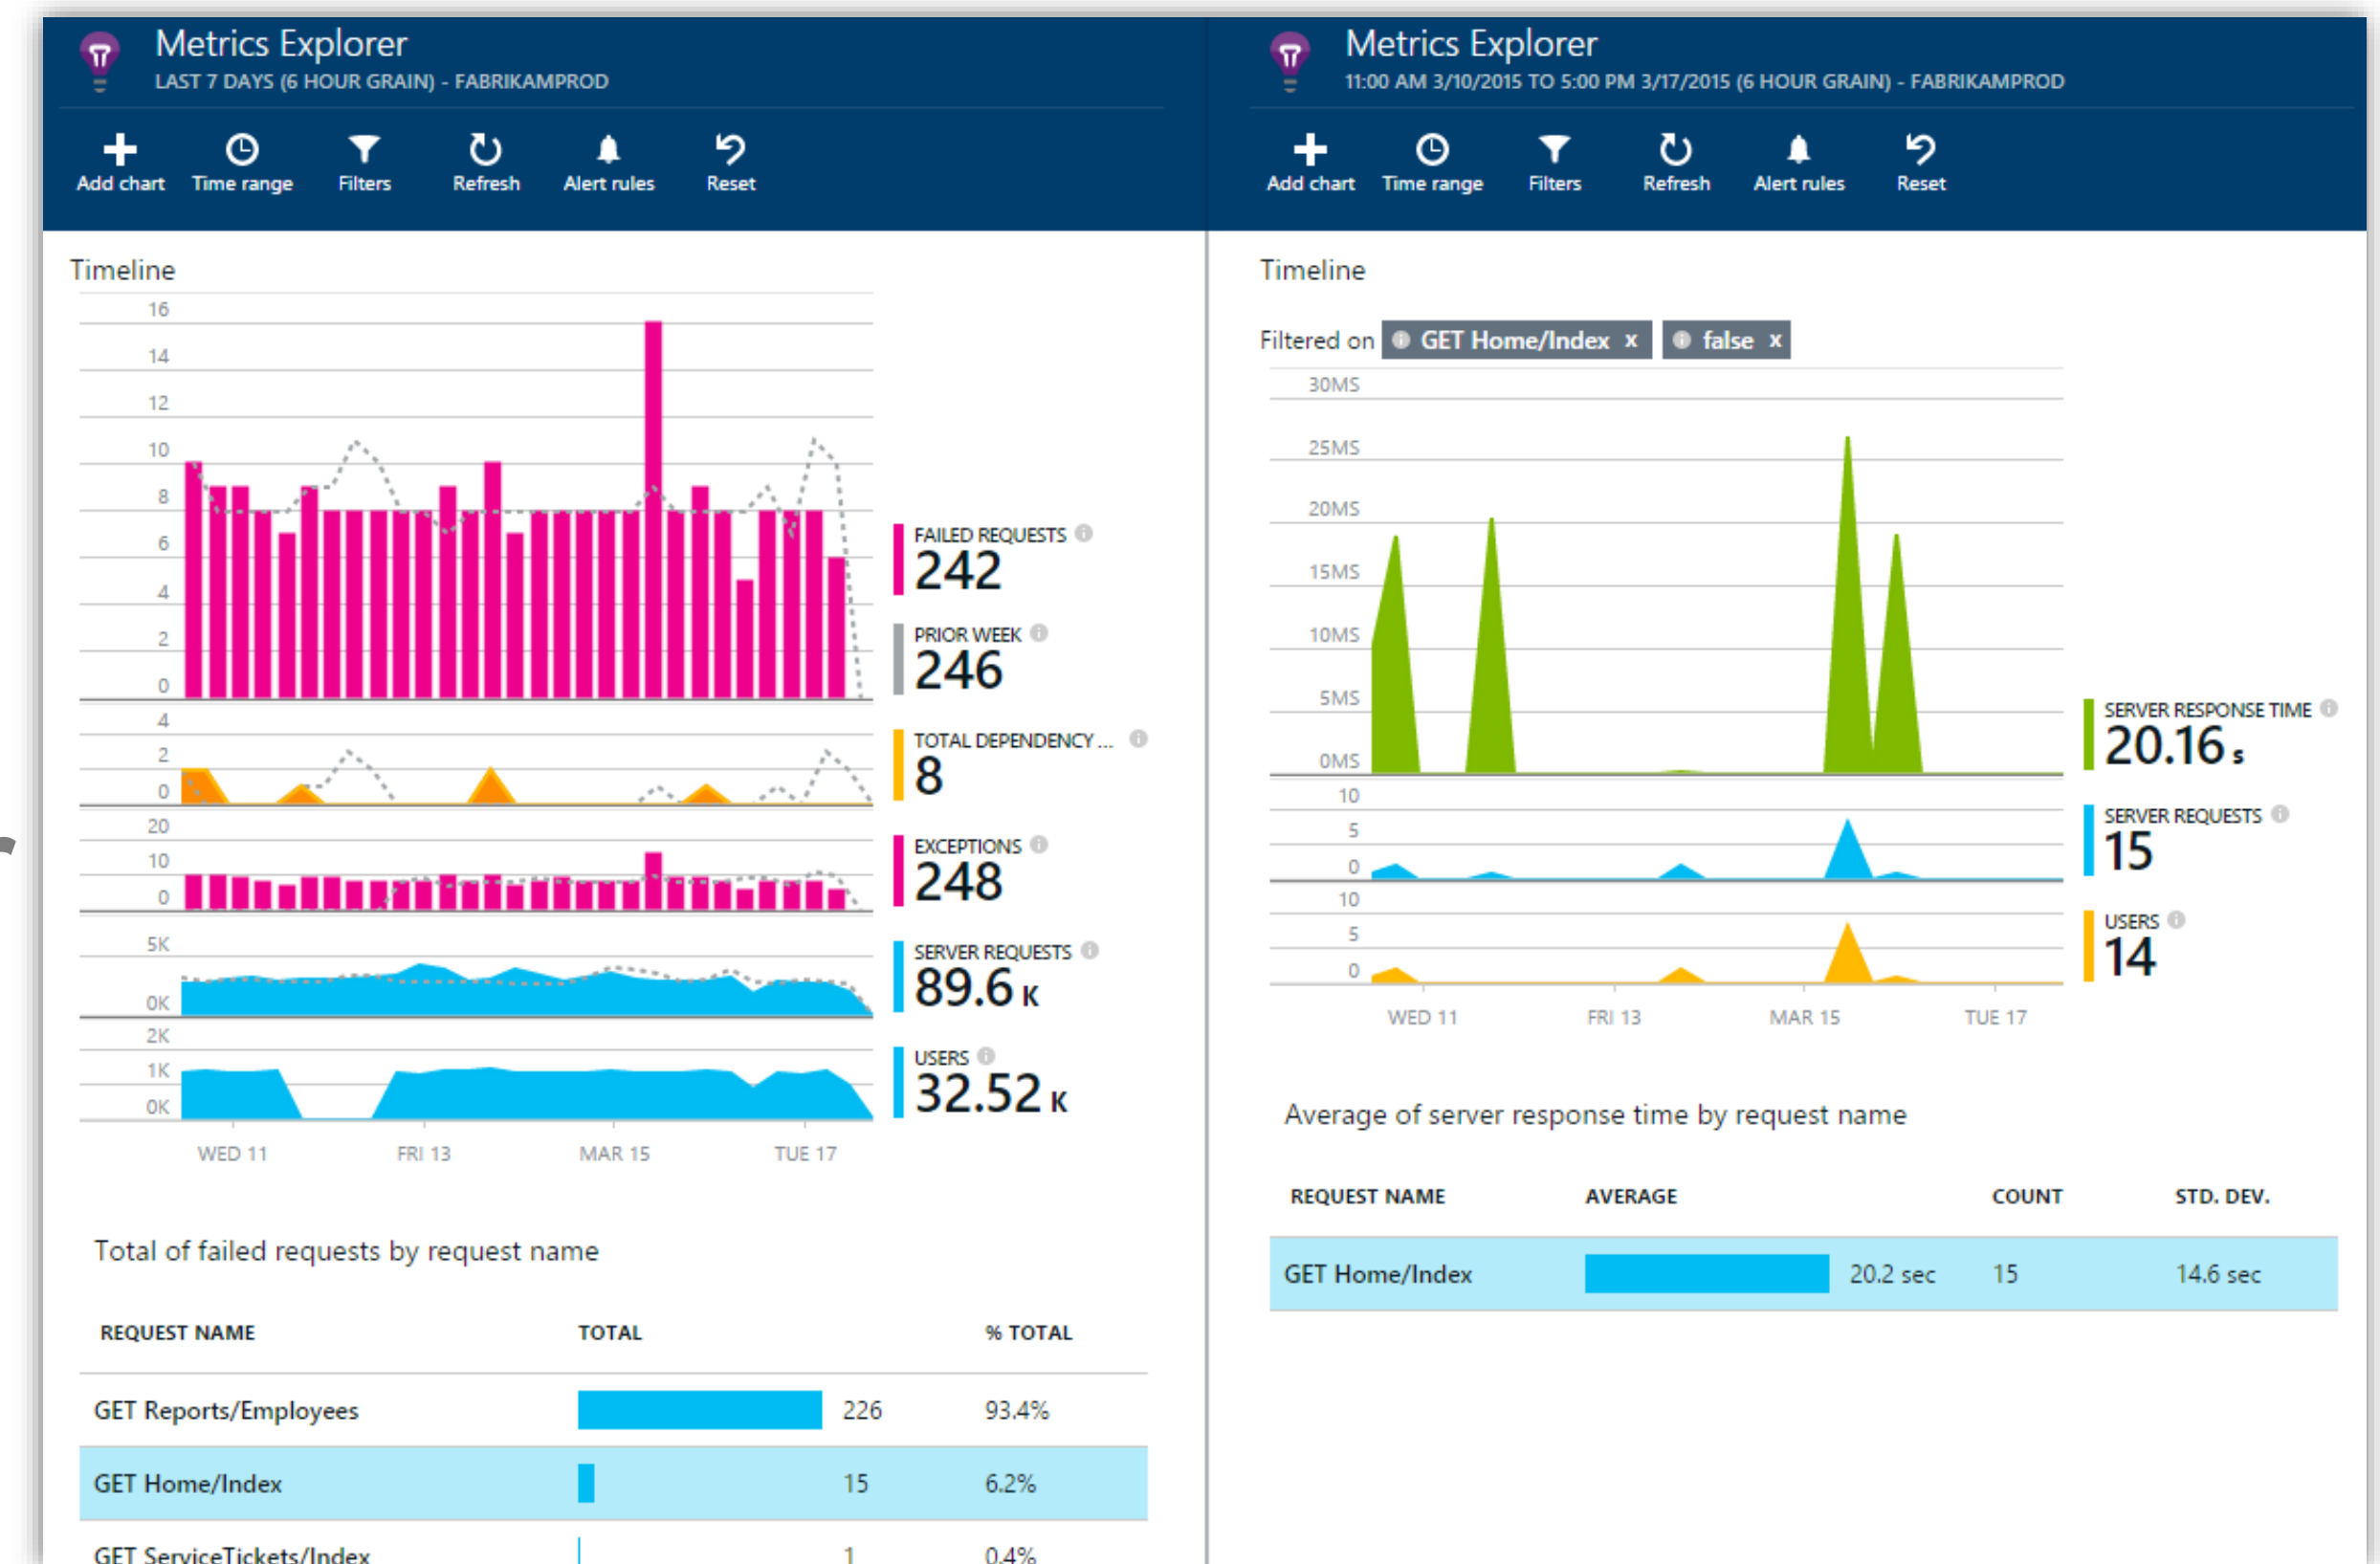 Metrics Explorer
LAST 7 DAYS (6 HOUR GRAIN) - FABRIKAMPROD
Add chart
Time range
Filters
Refresh
Alert rules
Reset
Timeline
16
14
12
10
8
6
4
2
0
FAILED REQUESTS
242
PRIOR WEEK
246
4
2
0
TOTAL DEPENDENCY ...
8
20
10
0
EXCEPTIONS
248
5K
0K
SERVER REQUESTS
89.6 K
2K
1K
0K
USERS
32.52 K
WED 11
FRI 13
MAR 15
TUE 17
Total of failed requests by request name
REQUEST NAME TOTAL % TOTAL
GET Reports/Employees 226 93.4%
GET Home/Index 15 6.2%
GET ServiceTickets/Index 1 0.4%
Metrics Explorer
11:00 AM 3/10/2015 TO 5:00 PM 3/17/2015 (6 HOUR GRAIN) - FABRIKAMPROD
Add chart
Time range
Filters
Refresh
Alert rules
Reset
Timeline
Filtered on GET Home/Index x false x
30MS
25MS
20MS
15MS
10MS
5MS
0MS
SERVER RESPONSE TIME
20.16 s
10
5
0
SERVER REQUESTS
15
10
5
0
USERS
14
WED 11
FRI 13
MAR 15
TUE 17
Average of server response time by request name
REQUEST NAME AVERAGE COUNT STD. DEV.
GET Home/Index 20.2 sec 15 14.6 sec